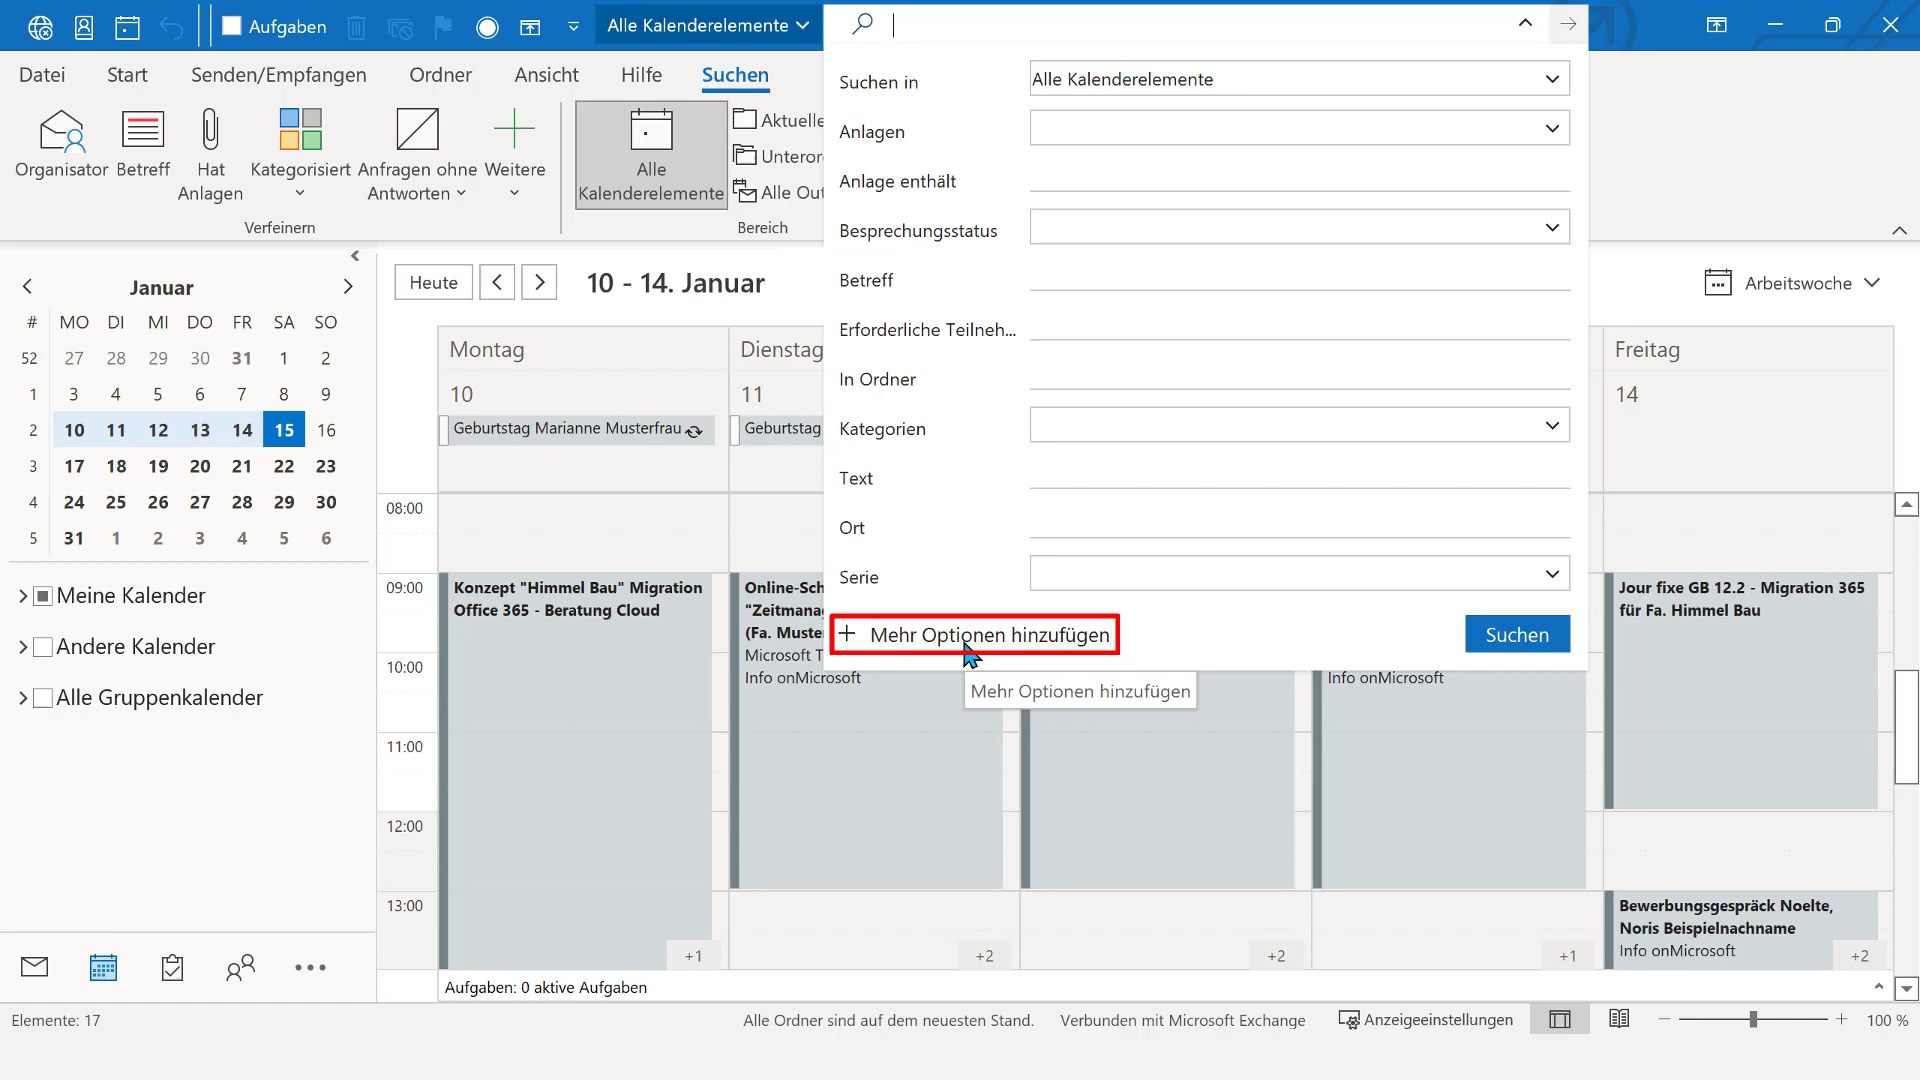 Aufgaben
Alle Kalenderelemente
Datei Start Senden/Empfangen Ordner Ansicht Hilfe Suchen
Organisator
Betreff
Hat
Anlagen
Kategorisiert
Anfragen ohne
Antworten
Weitere
Verfeinern
Alle
Kalenderelemente
Aktuelle
Unteror
Alle Out
Bereich
Suchen in Alle Kalenderelemente
Anlagen
Anlage enthält
Besprechungsstatus
Betreff
Erforderliche Teilneh...
In Ordner
Kategorien
Text
Ort
Serie
+ Mehr Optionen hinzufügen
Suchen
Mehr Optionen hinzufügen
Januar
# MO DI MI DO FR SA SO
52 27 28 29 30 31 1 2
1 3 4 5 6 7 8 9
2 10 11 12 13 14 15 16
3 17 18 19 20 21 22 23
4 24 25 26 27 28 29 30
5 31 1 2 3 4 5 6
Meine Kalender
Andere Kalender
Alle Gruppenkalender
Heute
10 - 14. Januar
Arbeitswoche
Montag
Dienstag
Freitag
10
11
14
Geburtstag Marianne Musterfrau
Geburtstag
08:00
09:00
10:00
11:00
12:00
13:00
Konzept "Himmel Bau" Migration
Office 365 - Beratung Cloud
Online-Sch
"Zeitmana
(Fa. Muste
Microsoft T
Info onMicrosoft
Info onMicrosoft
Jour fixe GB 12.2 - Migration 365
für Fa. Himmel Bau
Bewerbungsgespräck Noelte,
Noris Beispielnachname
Info onMicrosoft
+1
+2
+2
+1
+2
Aufgaben: 0 aktive Aufgaben
Elemente: 17
Alle Ordner sind auf dem neuesten Stand.
Verbunden mit Microsoft Exchange
Anzeigeeinstellungen
100 %